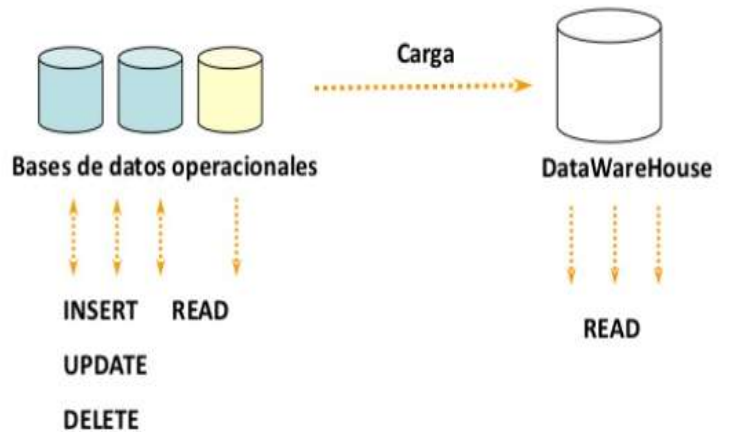 Carga
Bases de datos operacionales
DataWareHouse
INSERT READ
UPDATE
DELETE
READ